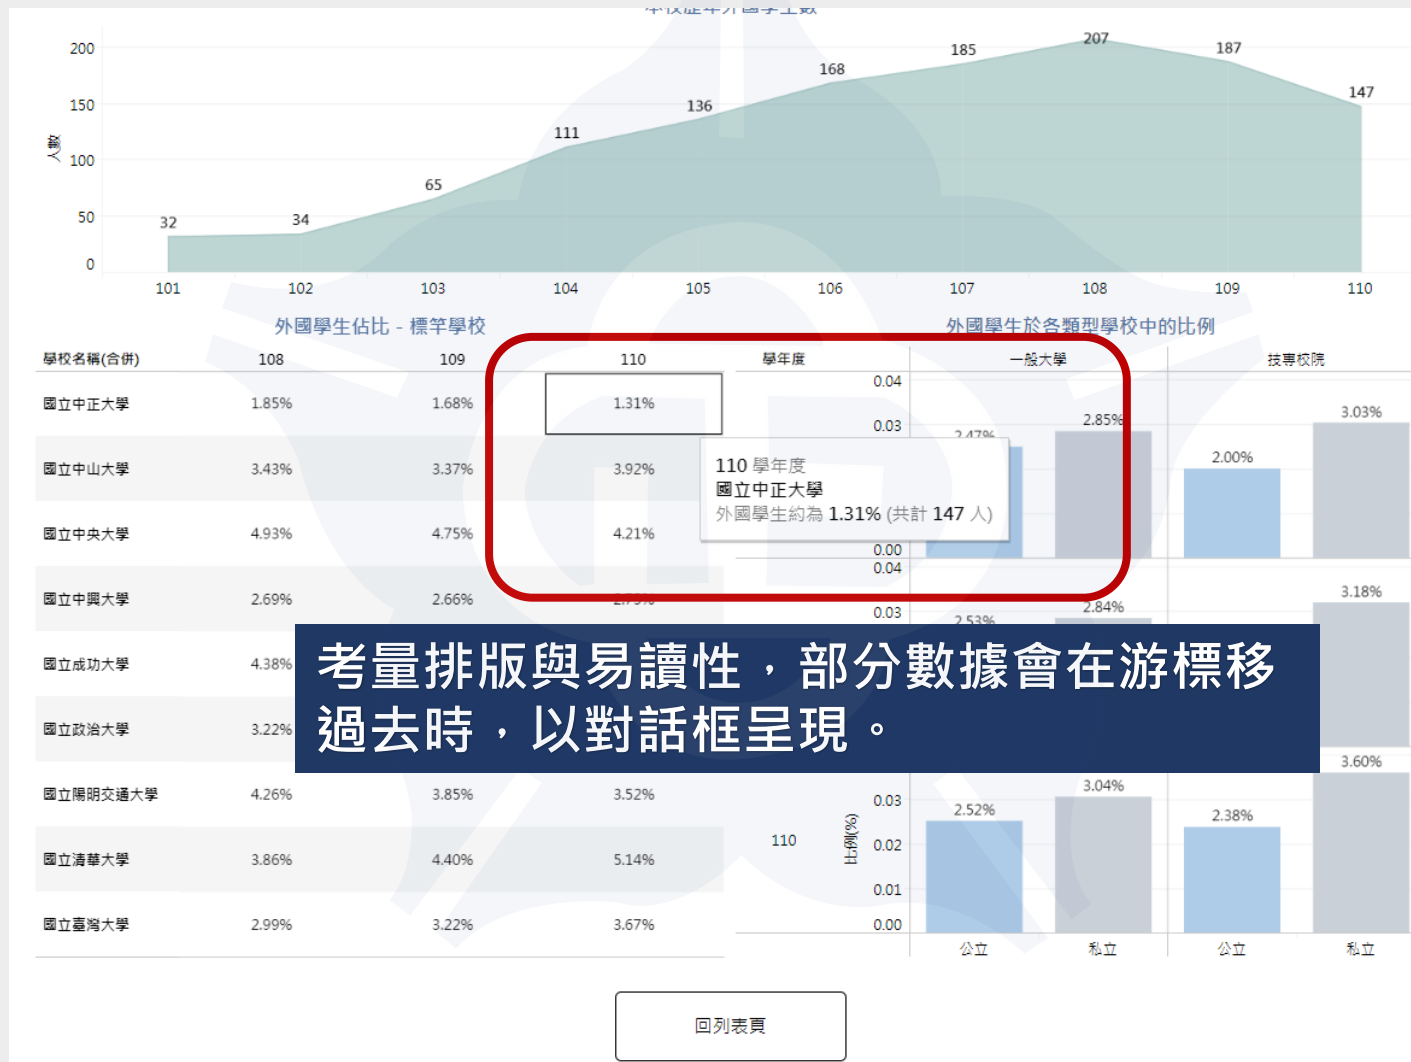 本校歷年外國學生數
人數
200
150
100
50
0
32
34
65
111
136
168
185
207
187
147
101 102 103 104 105 106 107 108 109 110
外國學生佔比 - 標竿學校
學校名稱(合併) 108 109 110
國立中正大學 1.85% 1.68% 1.31%
國立中山大學 3.43% 3.37% 3.92%
國立中央大學 4.93% 4.75% 4.21%
國立中興大學 2.69% 2.66%
國立成功大學 4.38%
國立政治大學 3.22%
國立陽明交通大學 4.26% 3.85% 3.52%
國立清華大學 3.86% 4.40% 5.14%
國立臺灣大學 2.99% 3.22% 3.67%
110 學年度
國立中正大學
外國學生約為 1.31% (共計 147 人)
考量排版與易讀性，部分數據會在游標移
過去時，以對話框呈現。
外國學生於各類型學校中的比例
學年度 一般大學 技專校院
0.04
0.03
0.00
2.47% 2.85% 2.00% 3.03%
0.04
0.03
2.53% 2.84% 3.18%
110
比例(%)
0.03
0.02
0.01
0.00
2.52% 3.04% 2.38% 3.60%
公立 私立 公立 私立
回列表頁